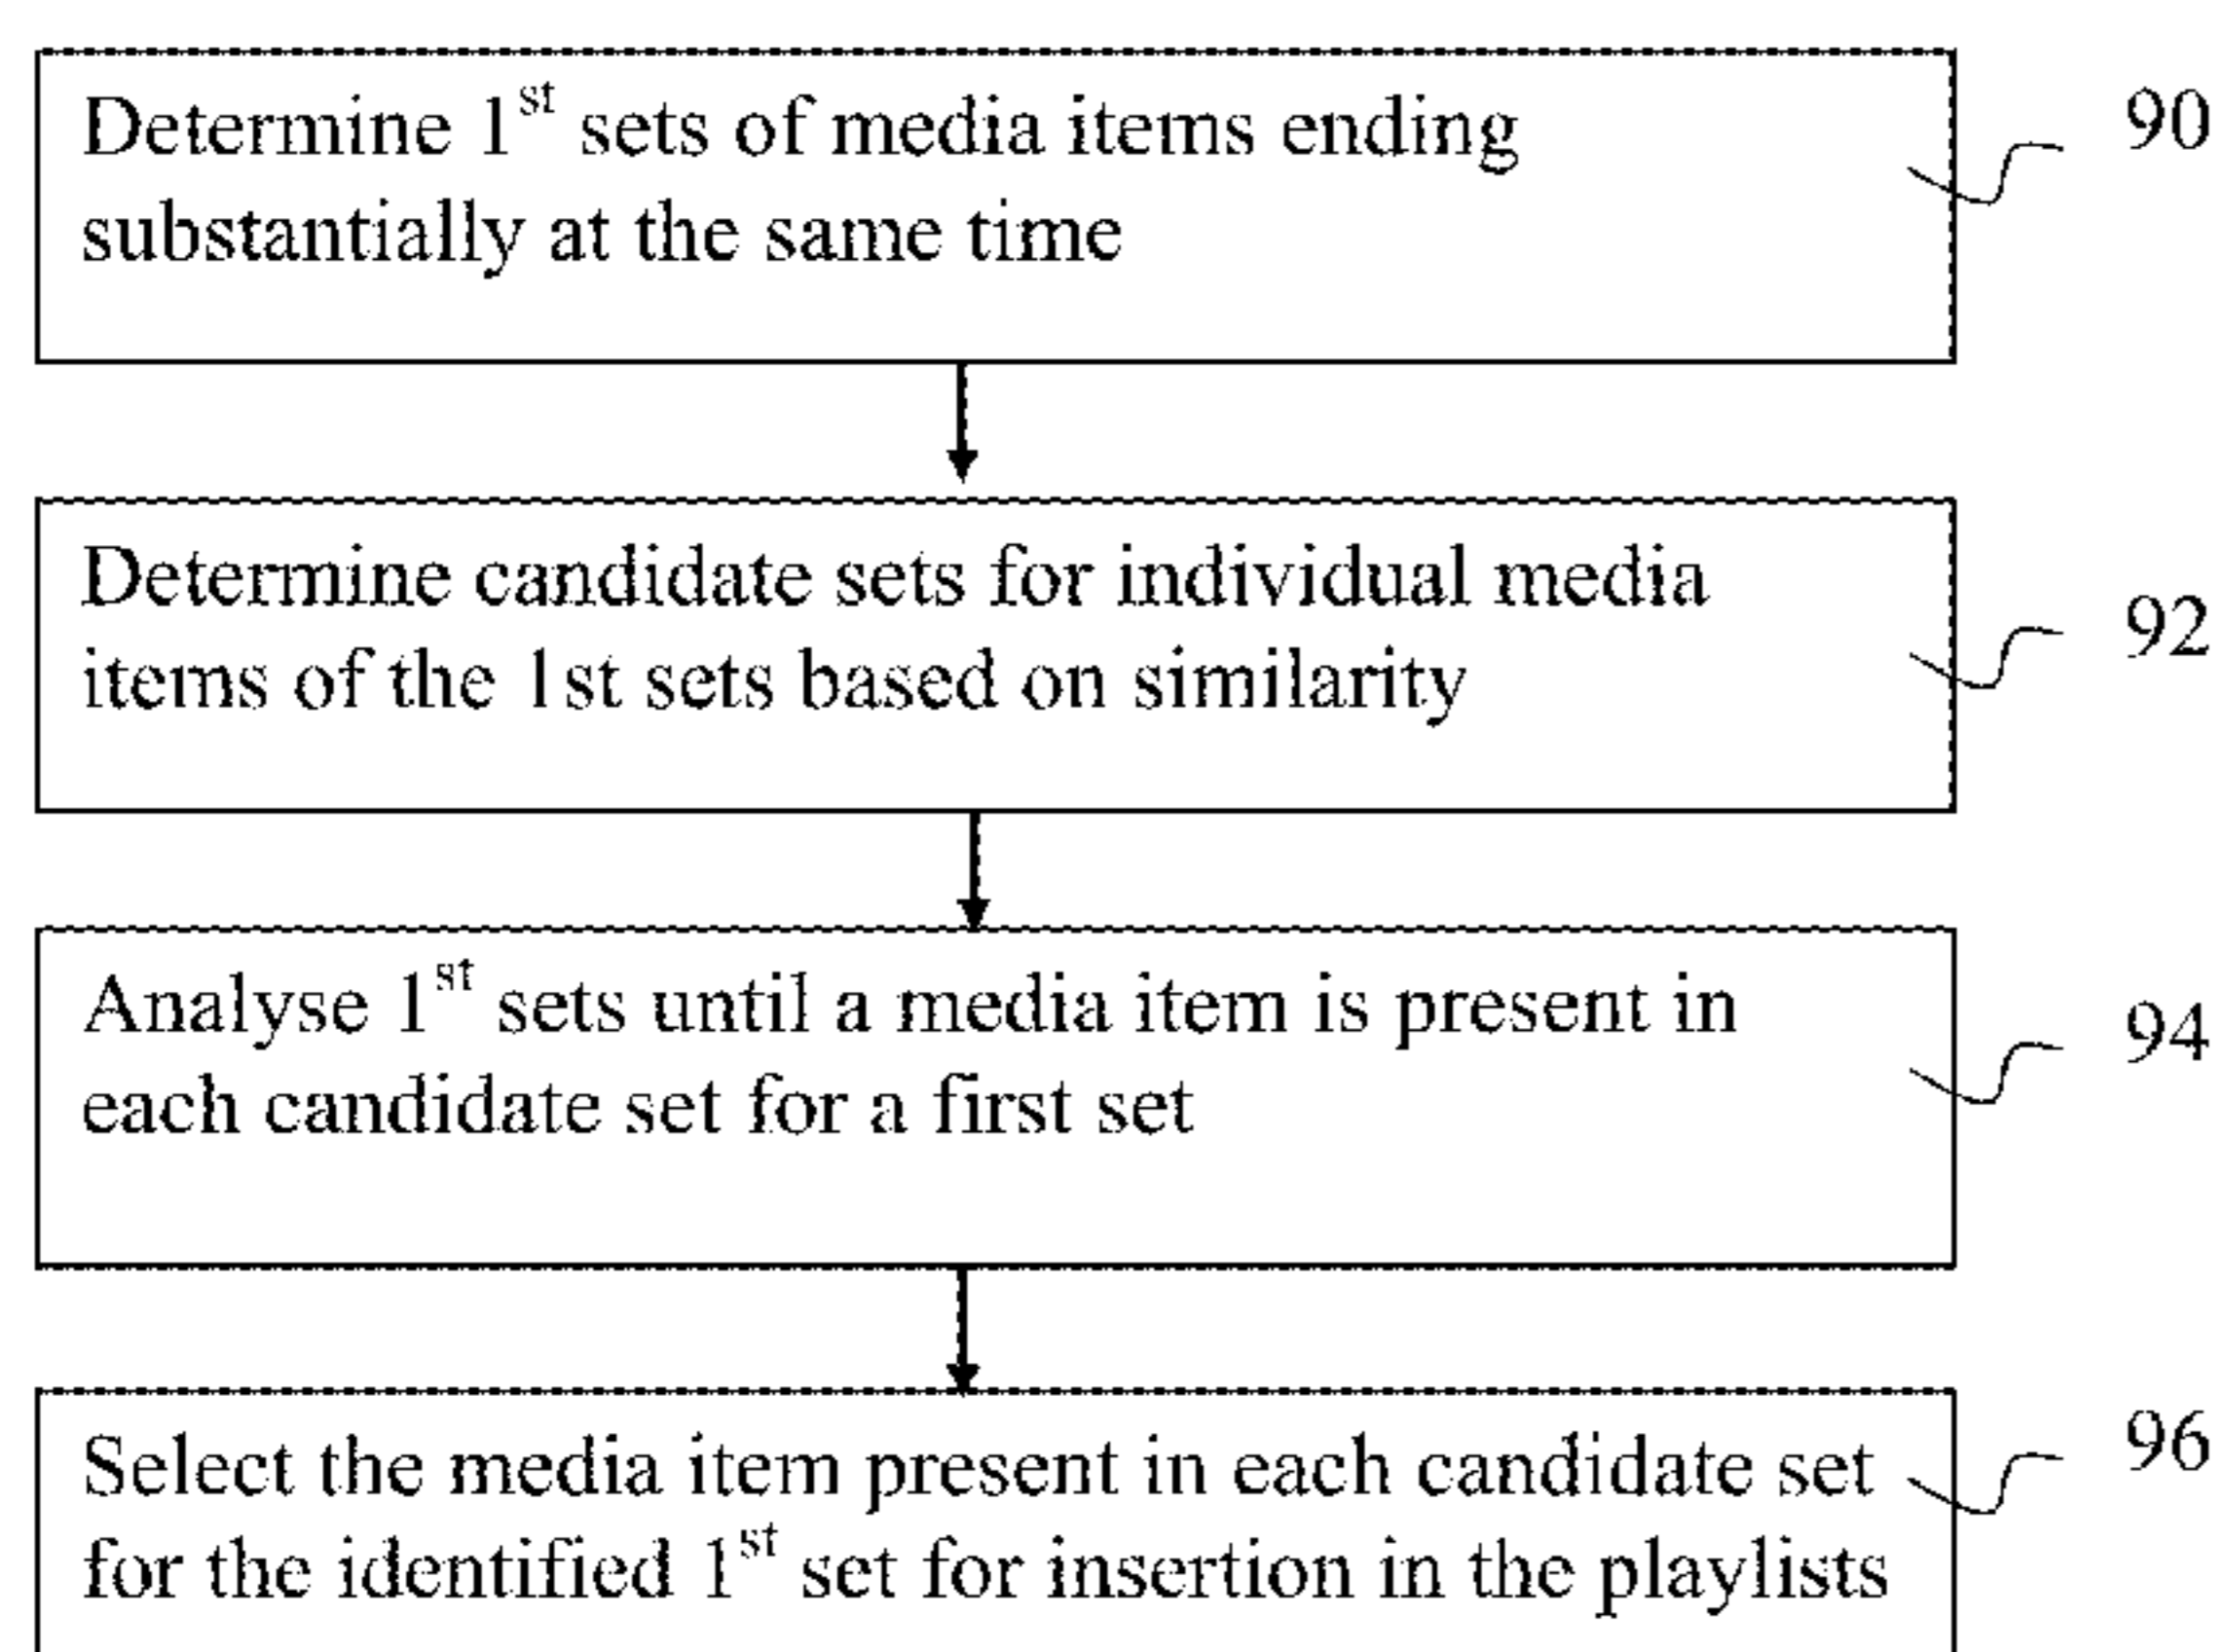 Determine 1st sets of media items ending
substantially at the same time
90
Determine candidate sets for individual media
items of the 1st sets based on similarity
92
Analyse 1st sets until a media item is present in
each candidate set for a first set
94
Select the media item present in each candidate set
for the identified 1st set for insertion in the playlists
96